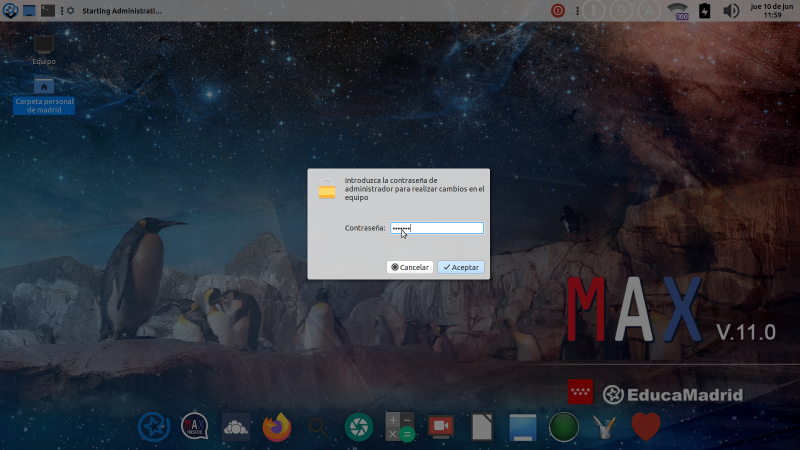 Starting Administrati...
100
jue 10 de jun
11:59
Equipo
Carpeta personal
de madrid
Introduzca la contraseña de
administrador para realizar cambios en el
equipo
Contraseña: •••••••
Cancelar
Aceptar
MAX V.11.0
EducaMadrid
MAX
INSIDE